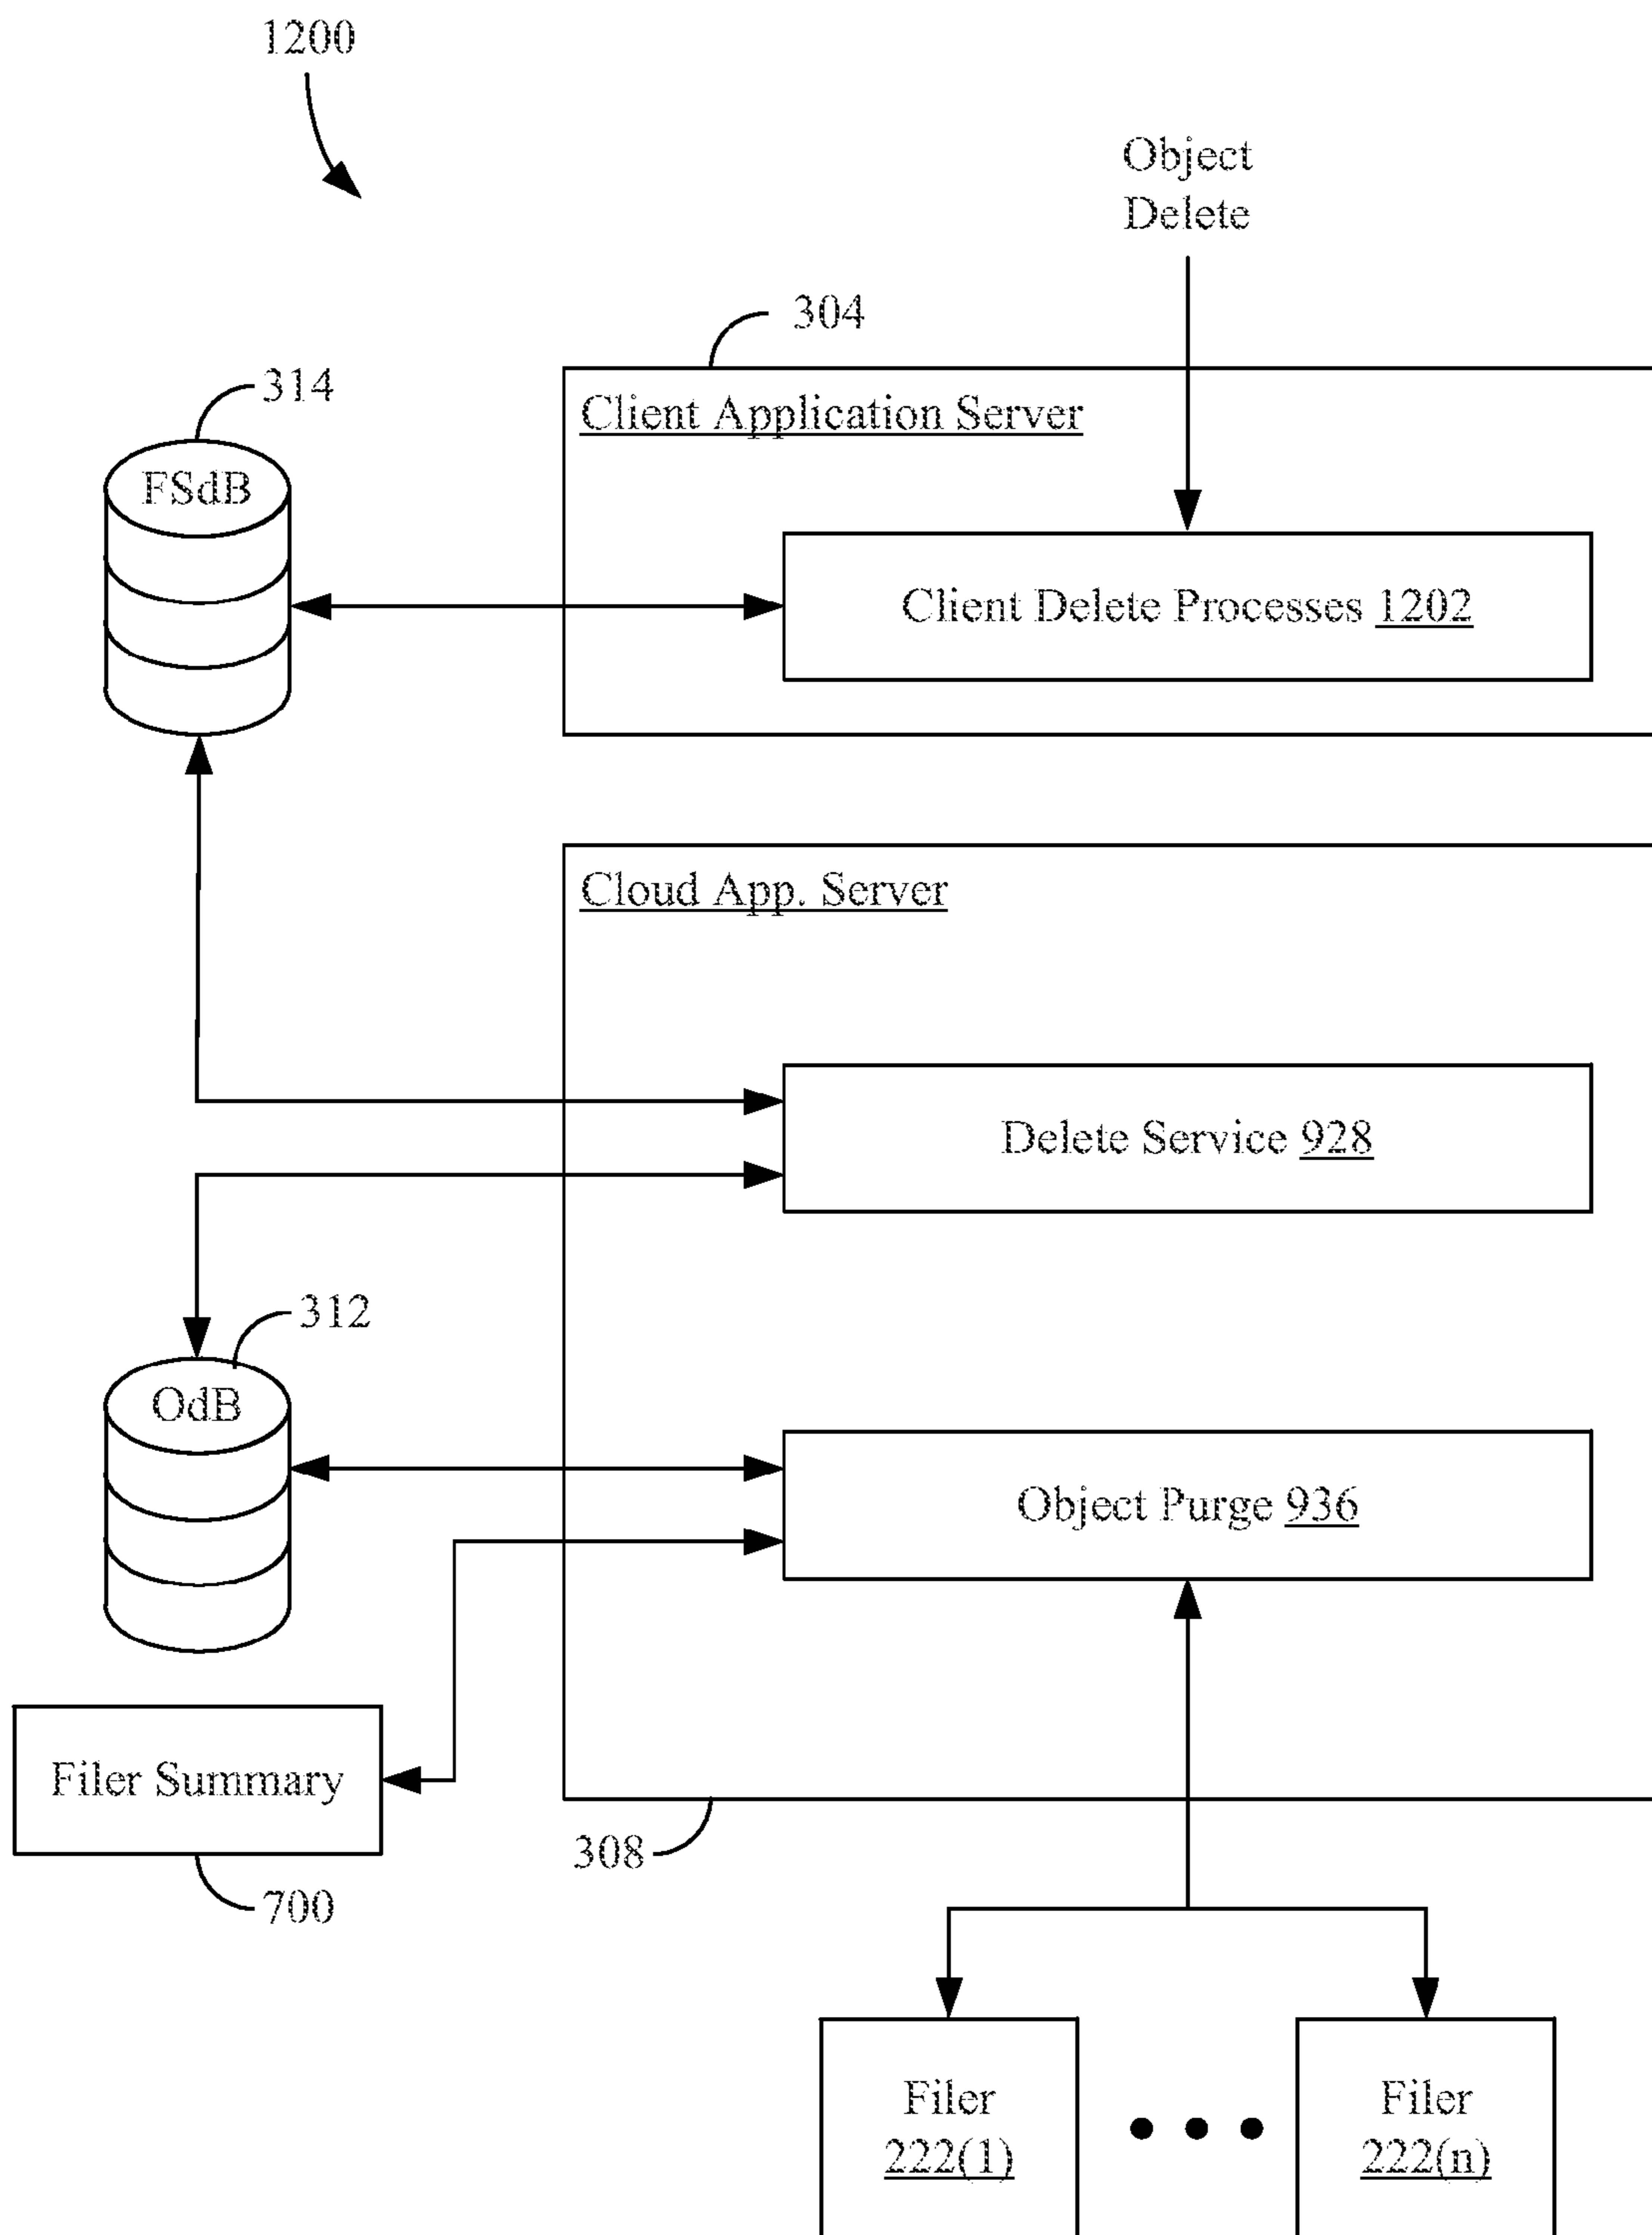 1200
Object
Delete
304
314
Client Application Server
FSdB
Client Delete Processes 1202
Cloud App. Server
Delete Service 928
312
OdB
Object Purge 936
Filer Summary
308
700
Filer
222(1)
Filer
222(n)